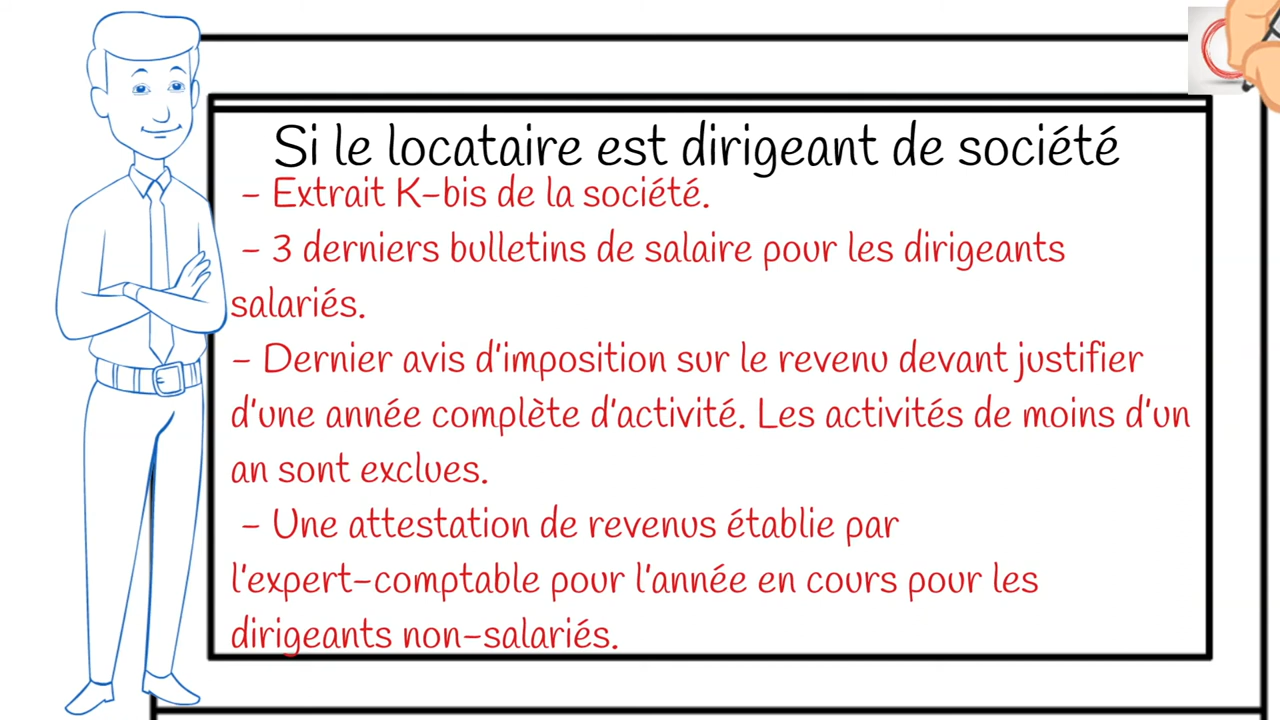 Si le locataire est dirigeant de société
- Extrait K-bis de la société.
- 3 derniers bulletins de salaire pour les dirigeants
salariés.
- Dernier avis d'imposition sur le revenu devant justifier
d'une année complète d'activité. Les activités de moins d'un
an sont exclues.
- Une attestation de revenus établie par
l'expert-comptable pour l'année en cours pour les
dirigeants non-salariés.